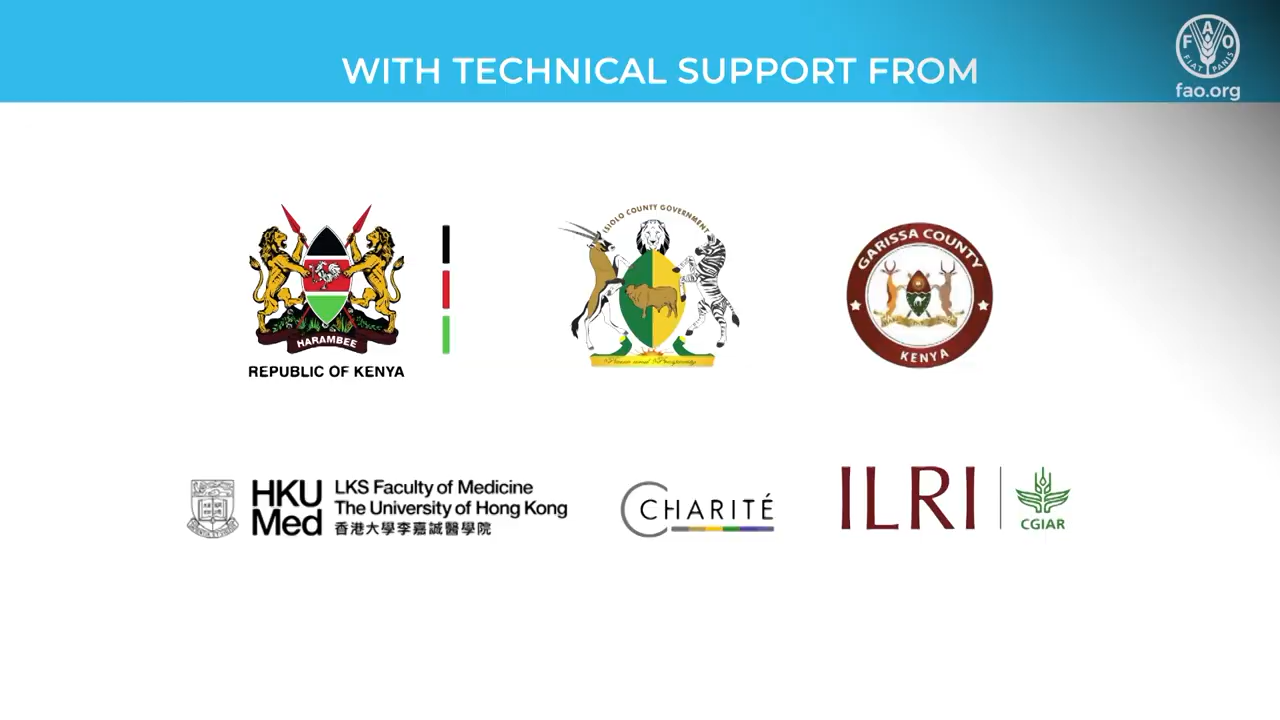 WITH TECHNICAL SUPPORT FROM
FAO
FIAT PANIS
fao.org
HARAMBEE
REPUBLIC OF KENYA
ISIOLO COUNTY GOVERNMENT
GARISSA COUNTY
KENYA
HKU
Med
LKS Faculty of Medicine
The University of Hong Kong
香港大學李嘉誠醫學院
CHARITÉ
ILRI
CGIAR